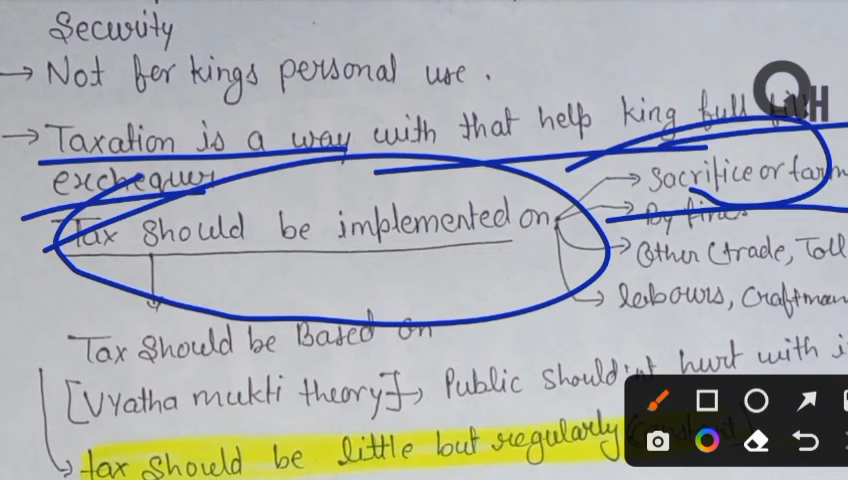 Security
→ Not for kings personal use.
→ Taxation is a way with that help king full fill
exchequer
Tax should be implemented on
→ Sacrifice or farm
→ By fines
→ Other (trade, Toll
→ labours, Craftman
Tax should be Based on
[Vyatha mukti theory] → Public should'nt hurt with i
→ tax should be little but regularly (constant)